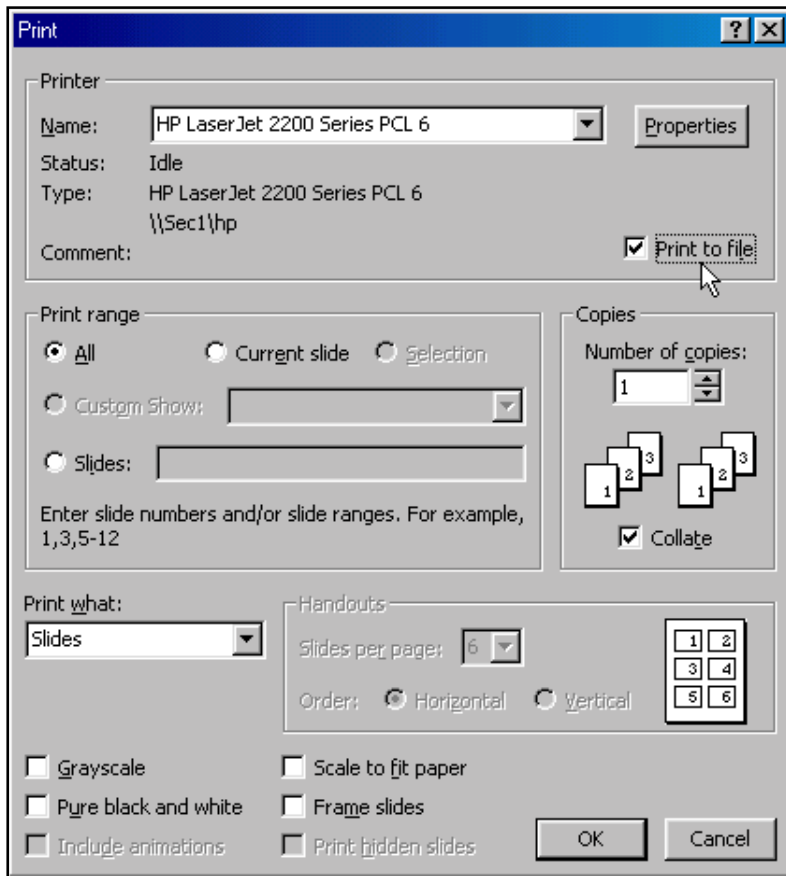 Print
Printer
Name: HP LaserJet 2200 Series PCL 6 Properties
Status: Idle
Type: HP LaserJet 2200 Series PCL 6
\\Sec1\hp
Comment: Print to file
Print range
All Current slide Selection
Custom Show:
Slides:
Enter slide numbers and/or slide ranges. For example,
1,3,5-12
Copies
Number of copies:
1
1 2 3 1 2 3
Collate
Print what:
Slides
Handouts
Slides per page: 6
Order: Horizontal Vertical
1 2
3 4
5 6
Grayscale Scale to fit paper
Pure black and white Frame slides
Include animations Print hidden slides
OK Cancel